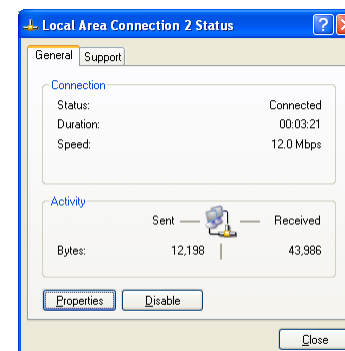 Local Area Connection 2 Status
General Support
Connection
Status: Connected
Duration: 00:03:21
Speed: 12.0 Mbps
Activity
Sent Received
Bytes: 12,198 43,986
Properties Disable
Close